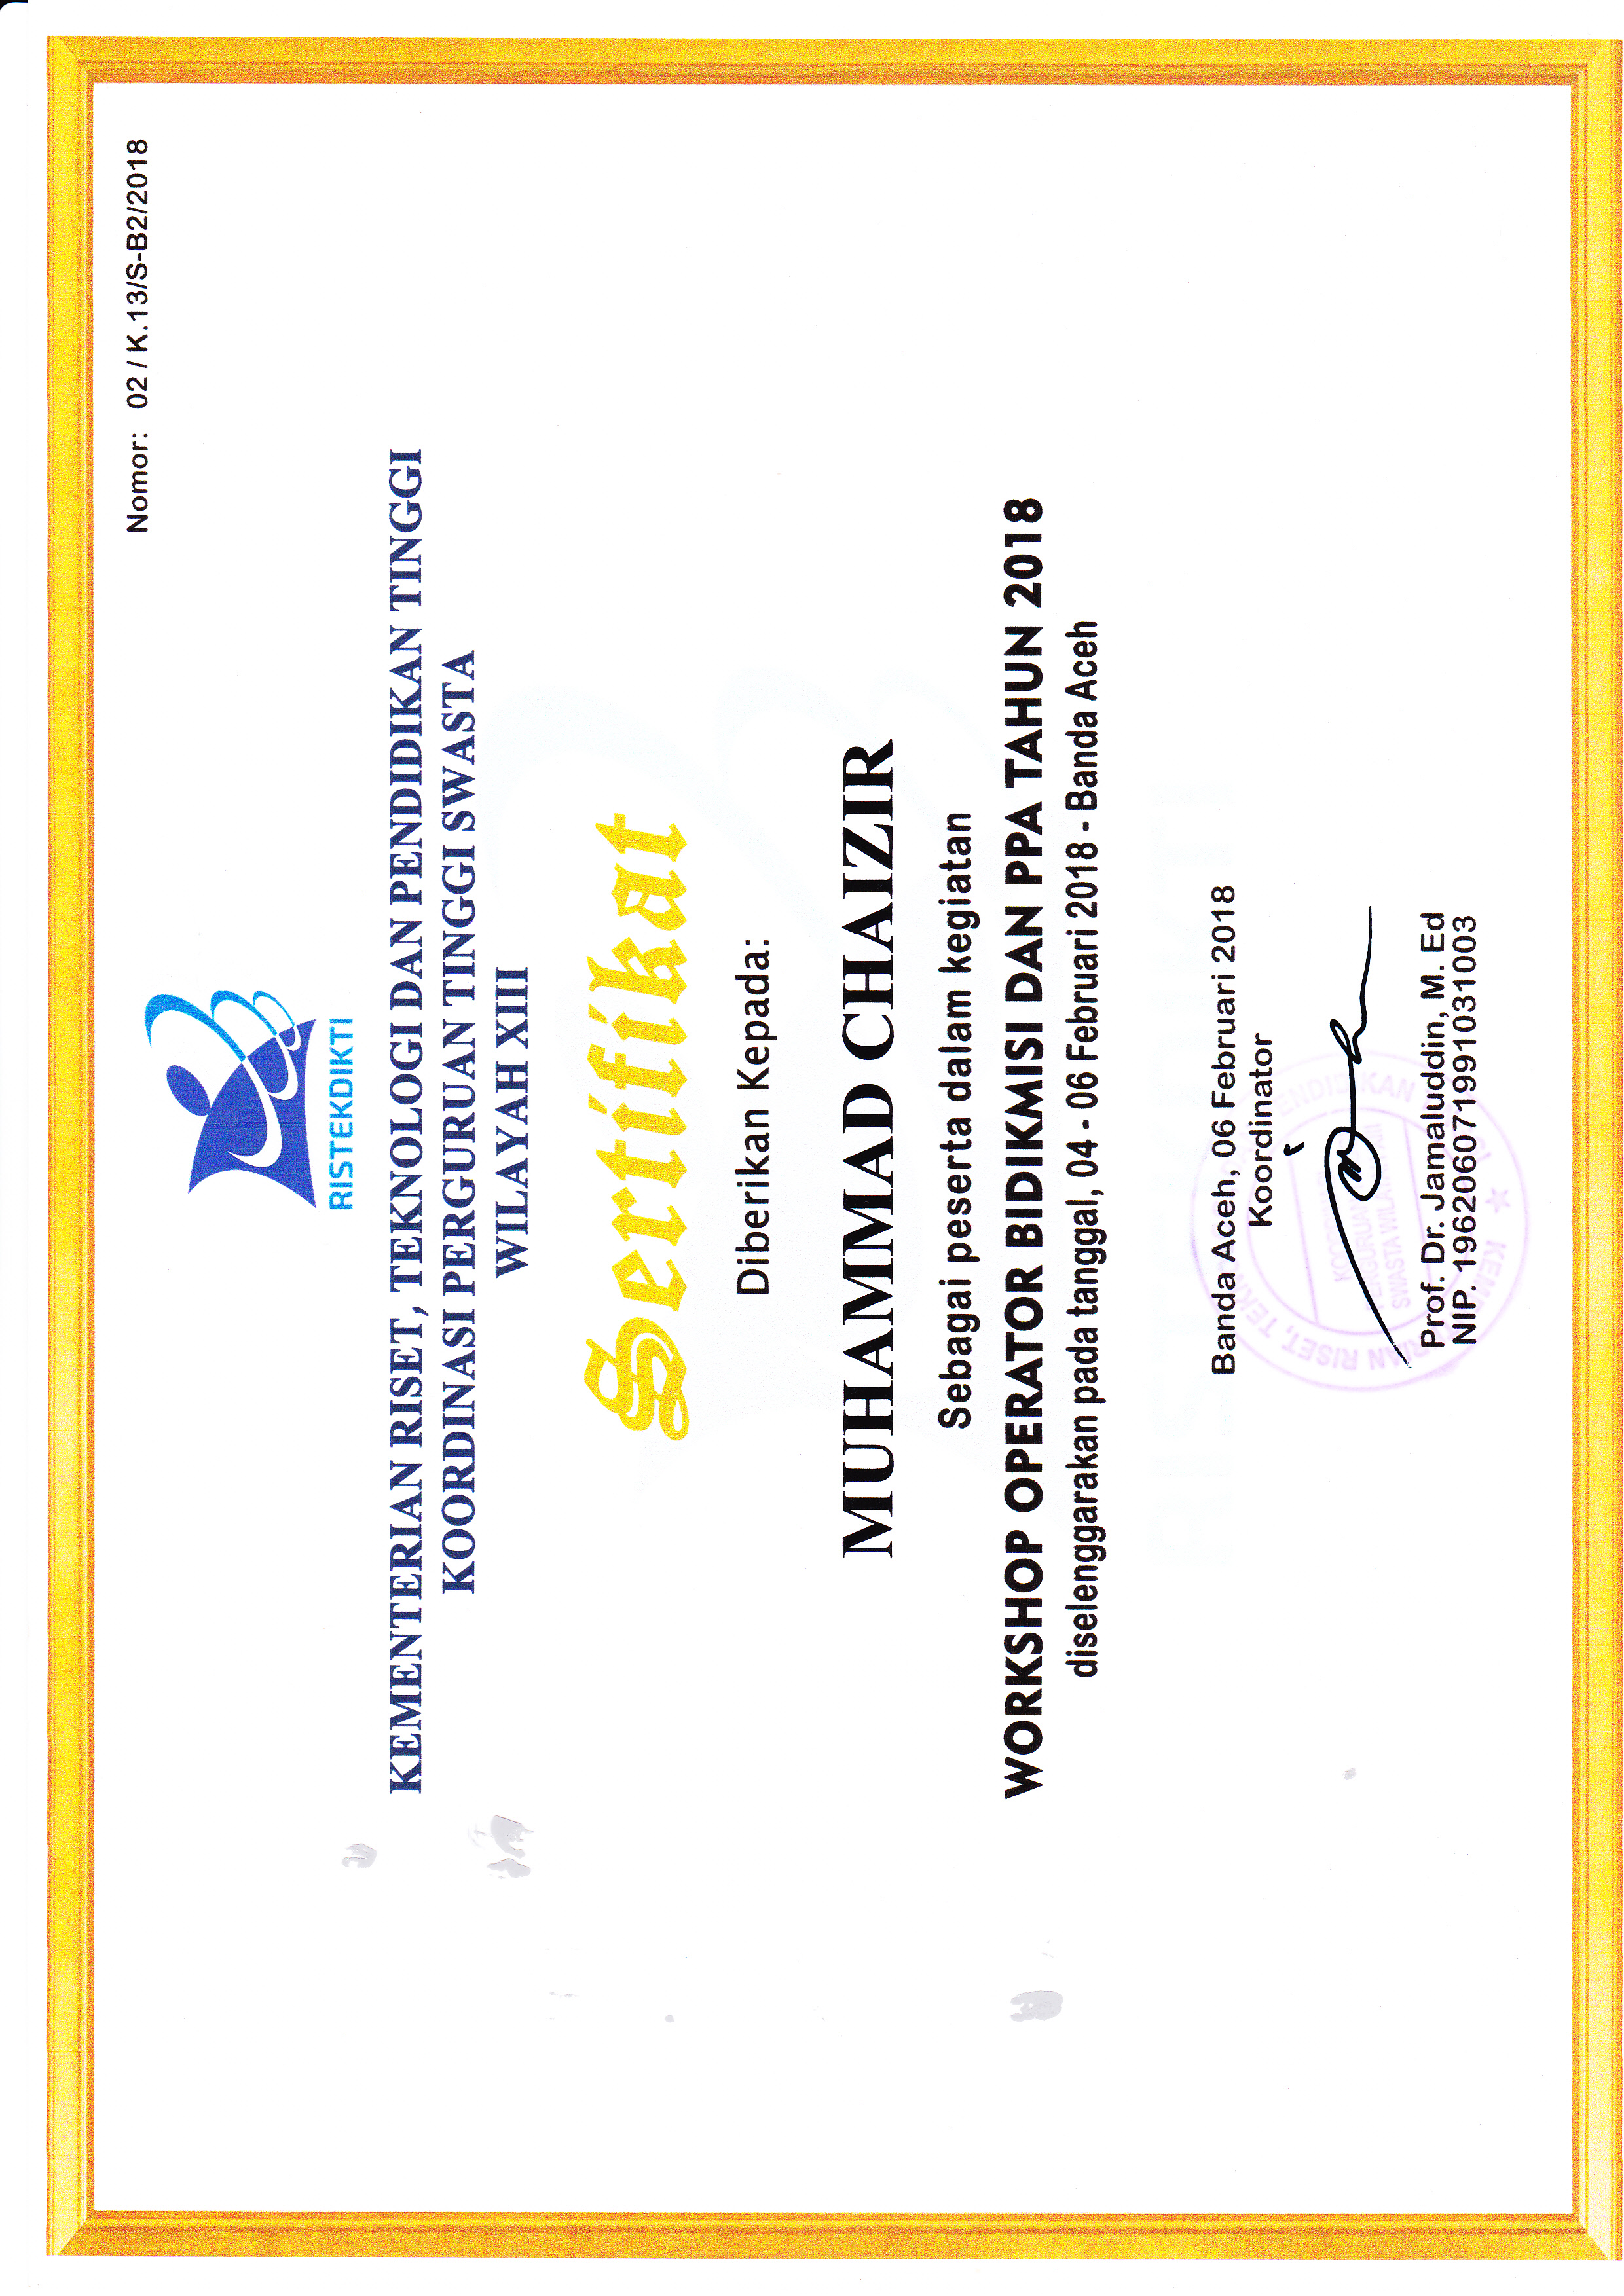 Nomor: 02 / K.13/S-B2/2018
RISTEKDIKTI
KEMENTERIAN RISET, TEKNOLOGI DAN PENDIDIKAN TINGGI
KOORDINASI PERGURUAN TINGGI SWASTA
WILAYAH XIII
Sertifikat
Diberikan Kepada:
MUHAMMAD CHAIZIR
Sebagai peserta dalam kegiatan
WORKSHOP OPERATOR BIDIKMISI DAN PPA TAHUN 2018
diselenggarakan pada tanggal, 04 - 06 Februari 2018 - Banda Aceh
Banda Aceh, 06 Februari 2018
Koordinator
Prof. Dr. Jamaluddin, M. Ed
NIP. 196206071991031003